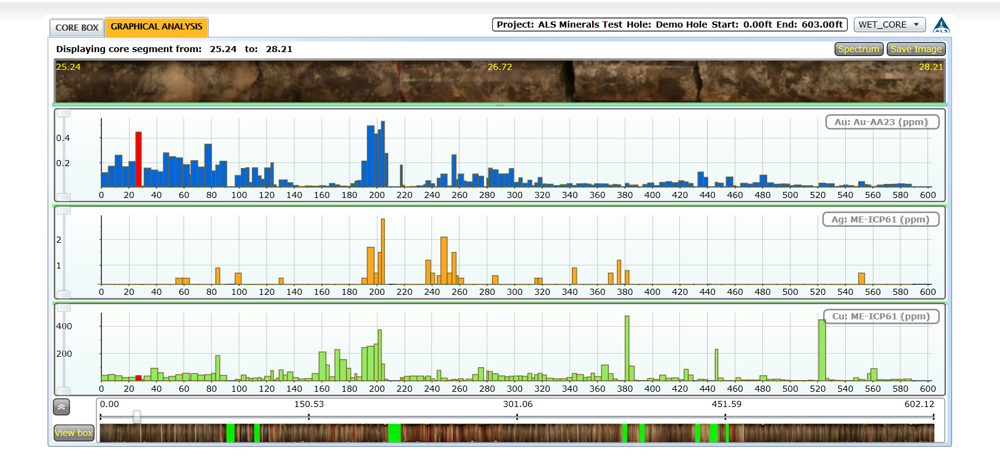 CORE BOX GRAPHICAL ANALYSIS Project: ALS Minerals Test Hole: Demo Hole Start: 0.00ft End: 603.00ft WET_CORE ALS
Displaying core segment from: 25.24 to: 28.21 Spectrum Save Image
25.24 26.72 28.21
Au: Au-AA23 (ppm)
0.4
0.2
0 20 40 60 80 100 120 140 160 180 200 220 240 260 280 300 320 340 360 380 400 420 440 460 480 500 520 540 560 580 600
Ag: ME-ICP61 (ppm)
2
1
0 20 40 60 80 100 120 140 160 180 200 220 240 260 280 300 320 340 360 380 400 420 440 460 480 500 520 540 560 580 600
Cu: ME-ICP61 (ppm)
400
200
0 20 40 60 80 100 120 140 160 180 200 220 240 260 280 300 320 340 360 380 400 420 440 460 480 500 520 540 560 580 600
0.00 150.53 301.06 451.59 602.12
View box